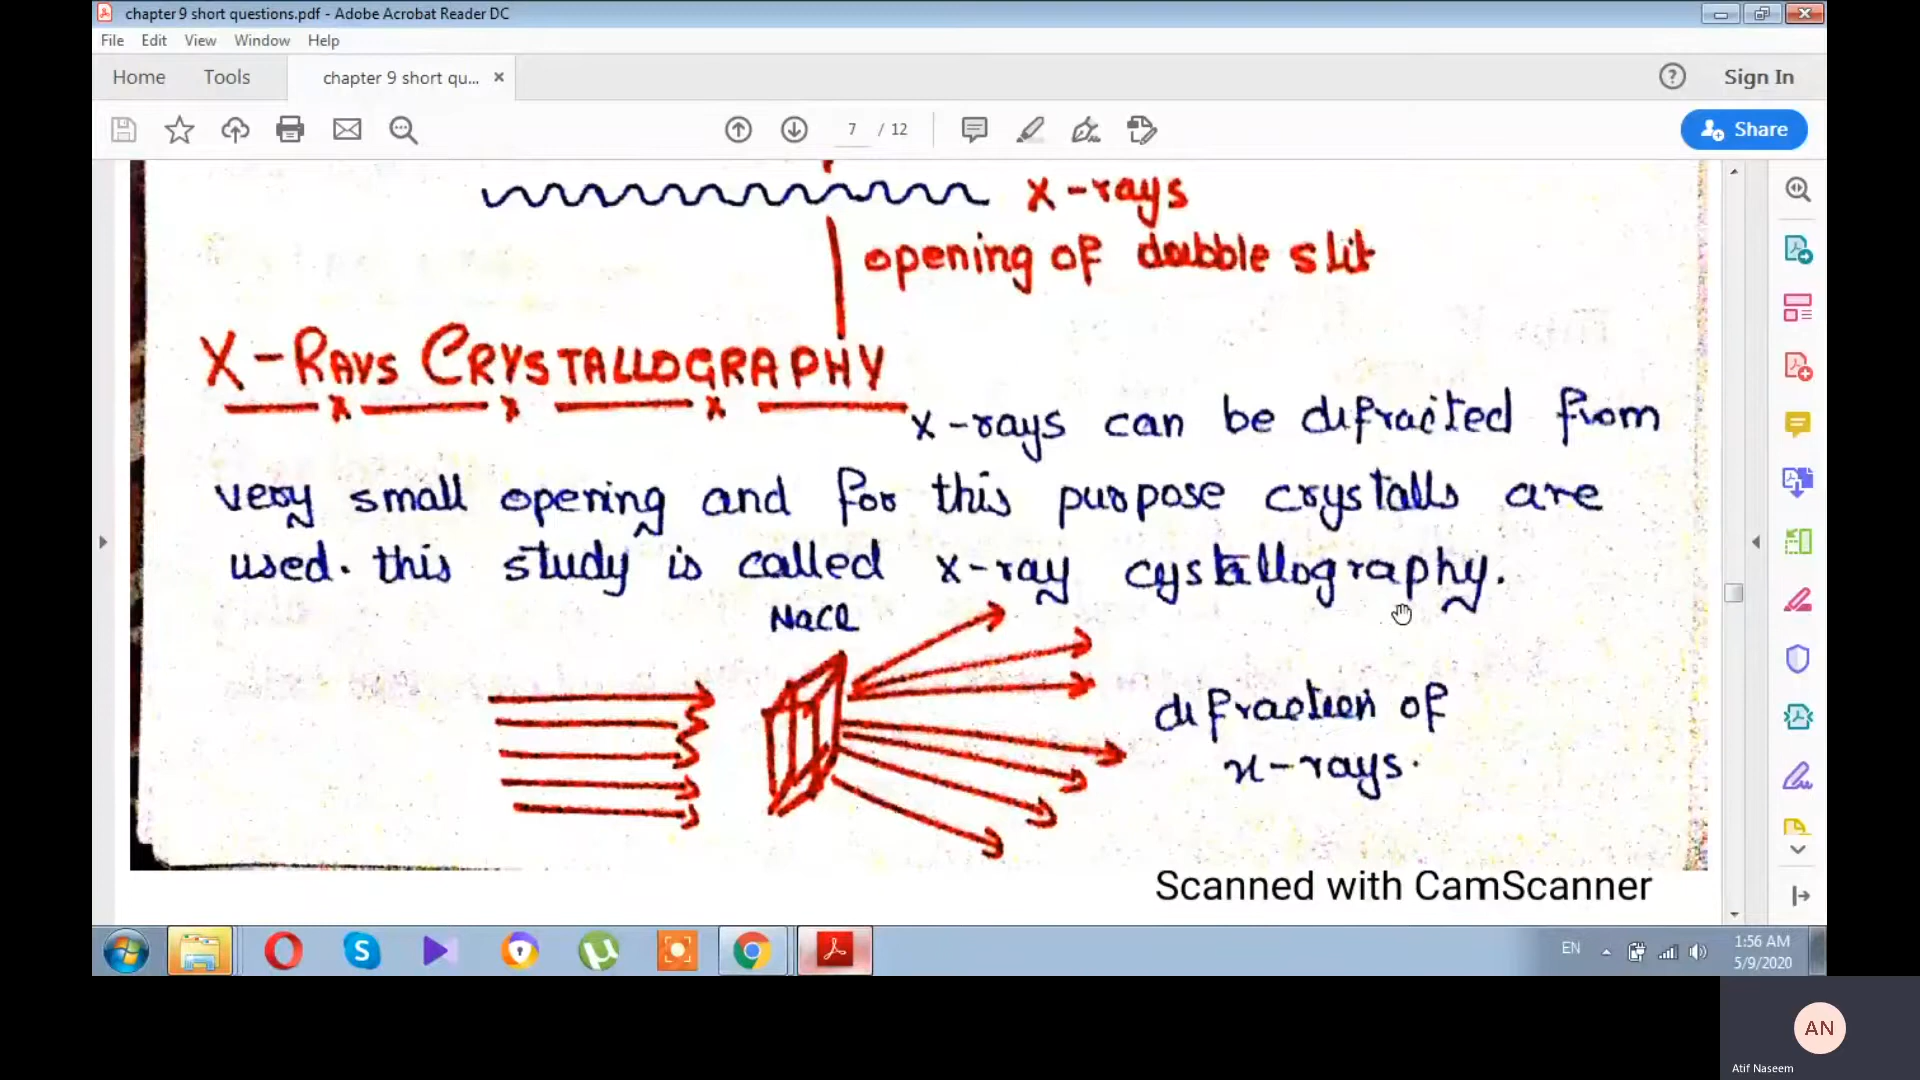 chapter 9 short questions.pdf - Adobe Acrobat Reader DC
File Edit View Window Help
Home Tools chapter 9 short qu... ×
Sign In
7 / 12
Share
x-rays
opening of double slit
X-RAYS CRYSTALLOGRAPHY
x-rays can be difracted from
very small opening and for this purpose crystalls are
used. this study is called x-ray cystallography.
NaCl
difraction of
x-rays.
Scanned with CamScanner
EN
1:56 AM
5/9/2020
AN
Atif Naseem